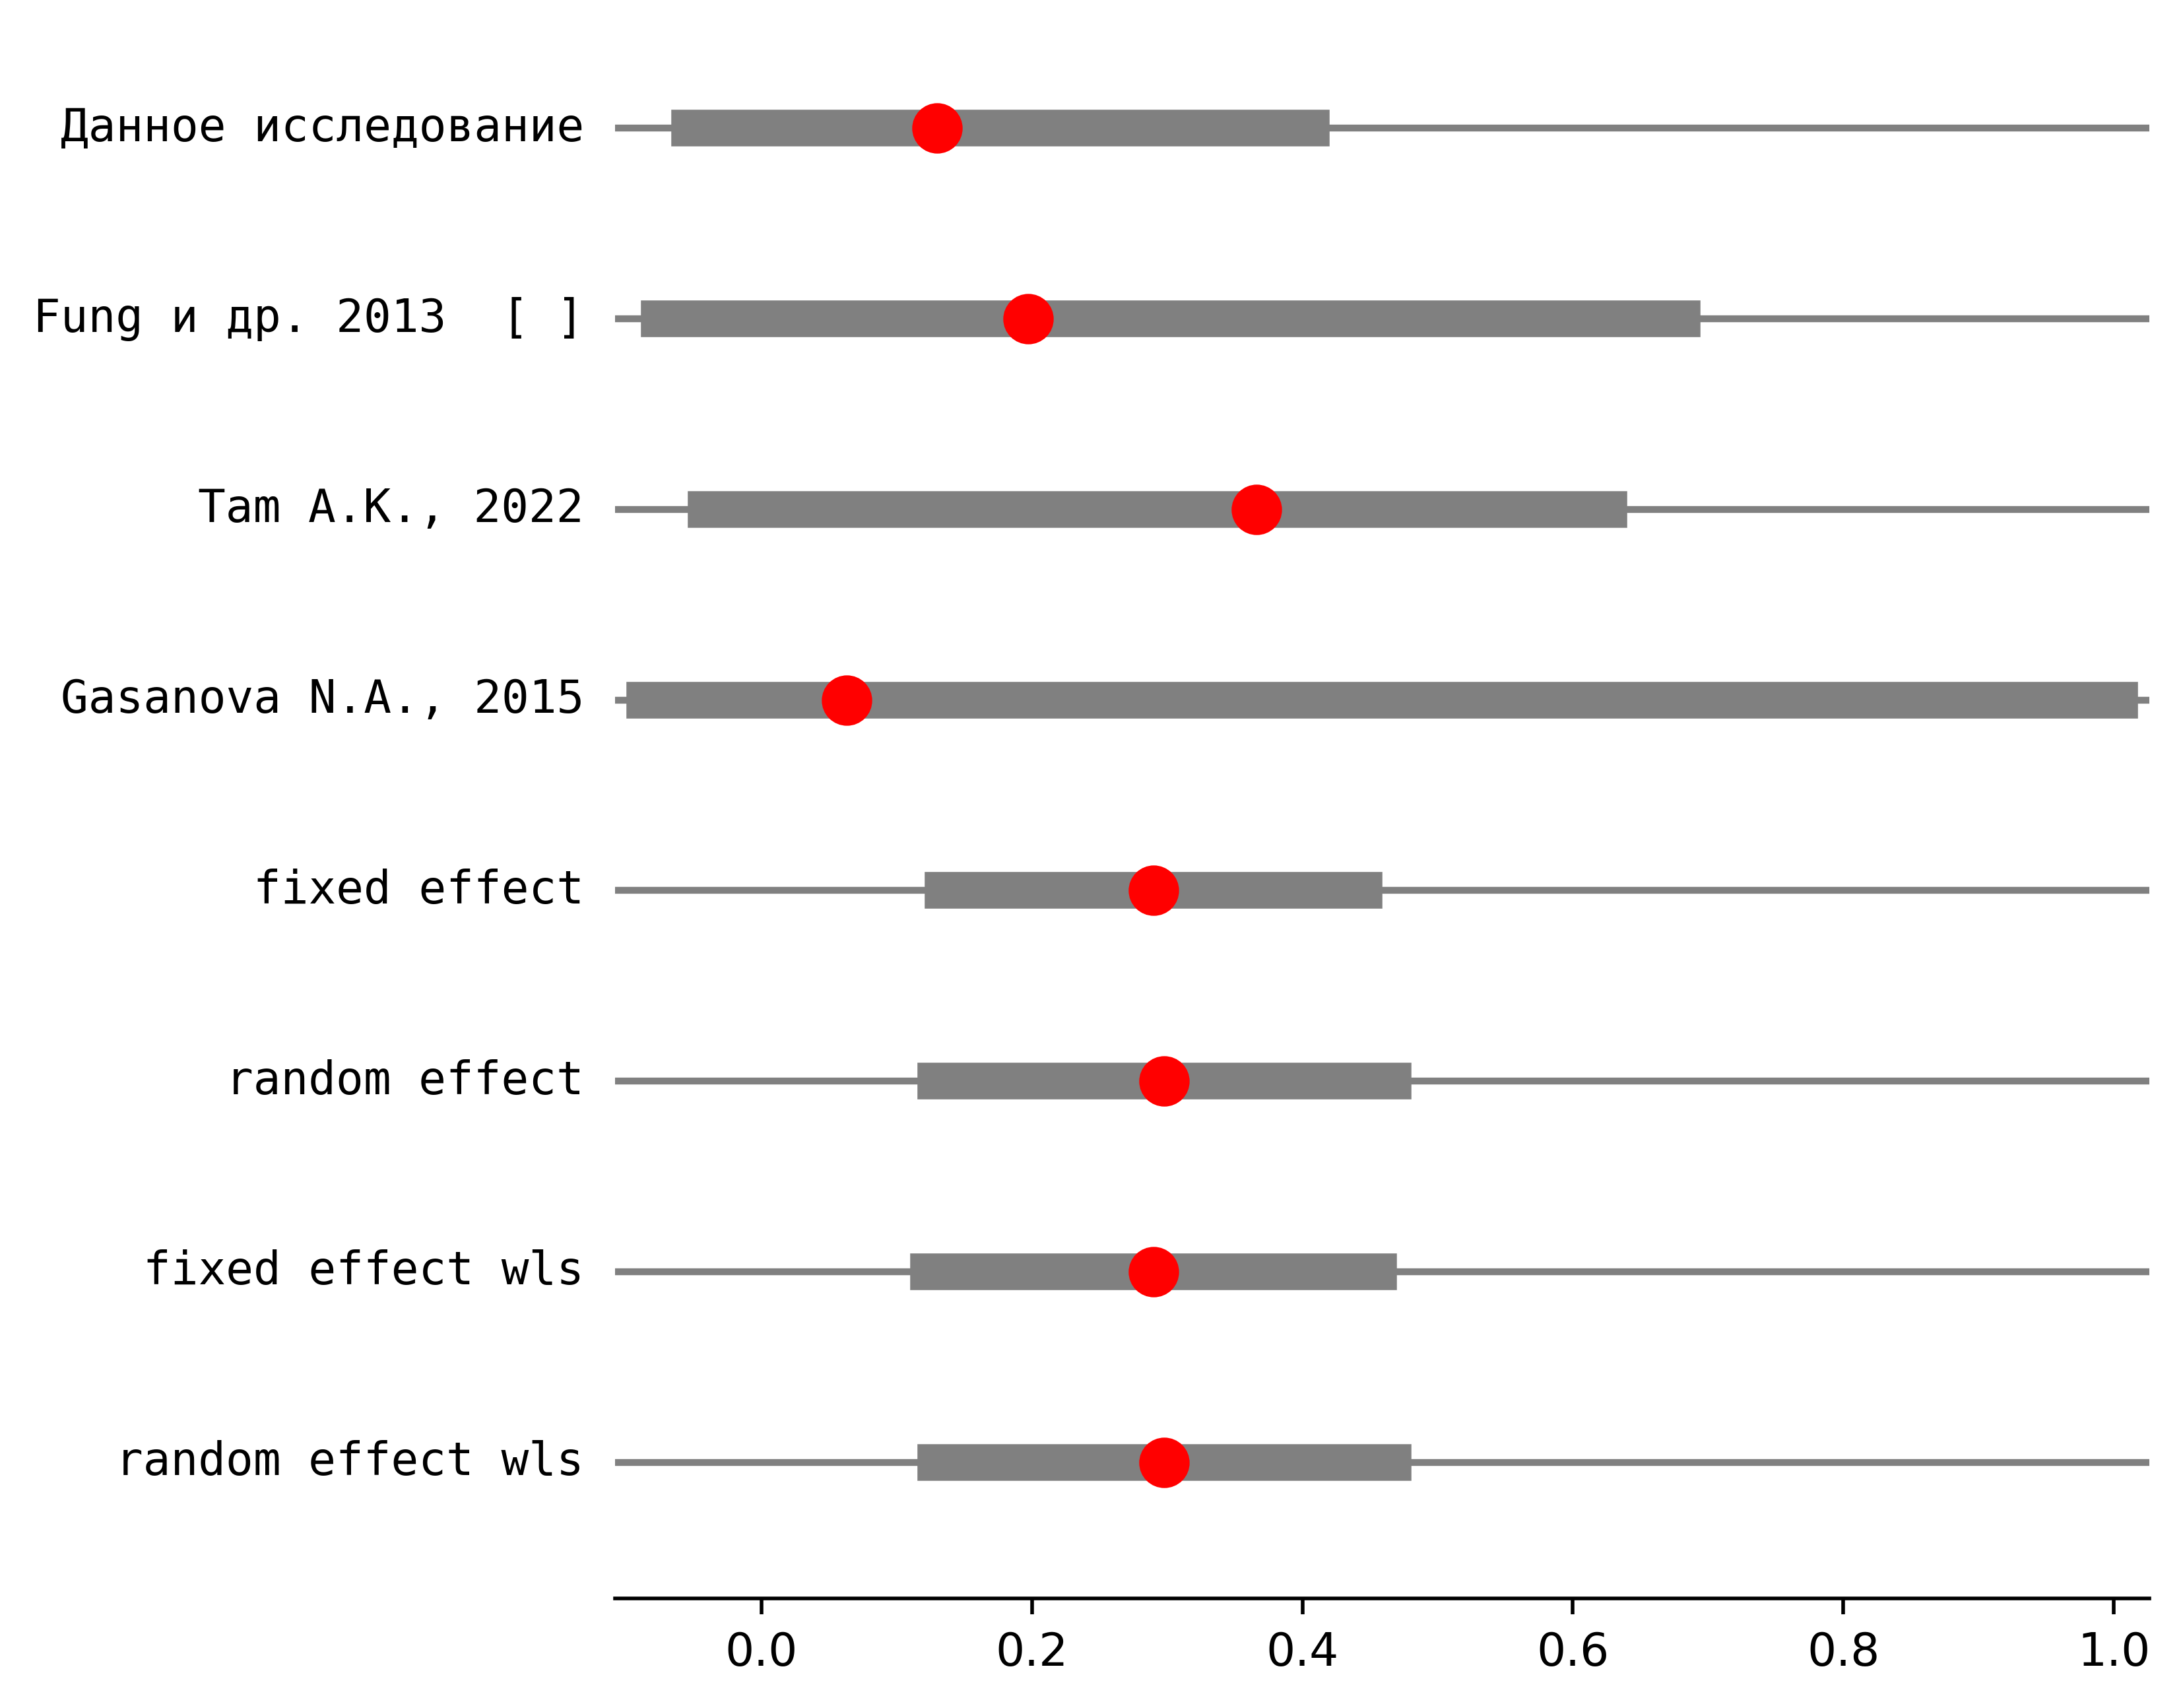 Данное исследование
Fung и др. 2013  [ ]
Tam A.K., 2022
Gasanova N.A., 2015
fixed effect
random effect
fixed effect wls
random effect wls
0.0 0.2 0.4 0.6 0.8 1.0